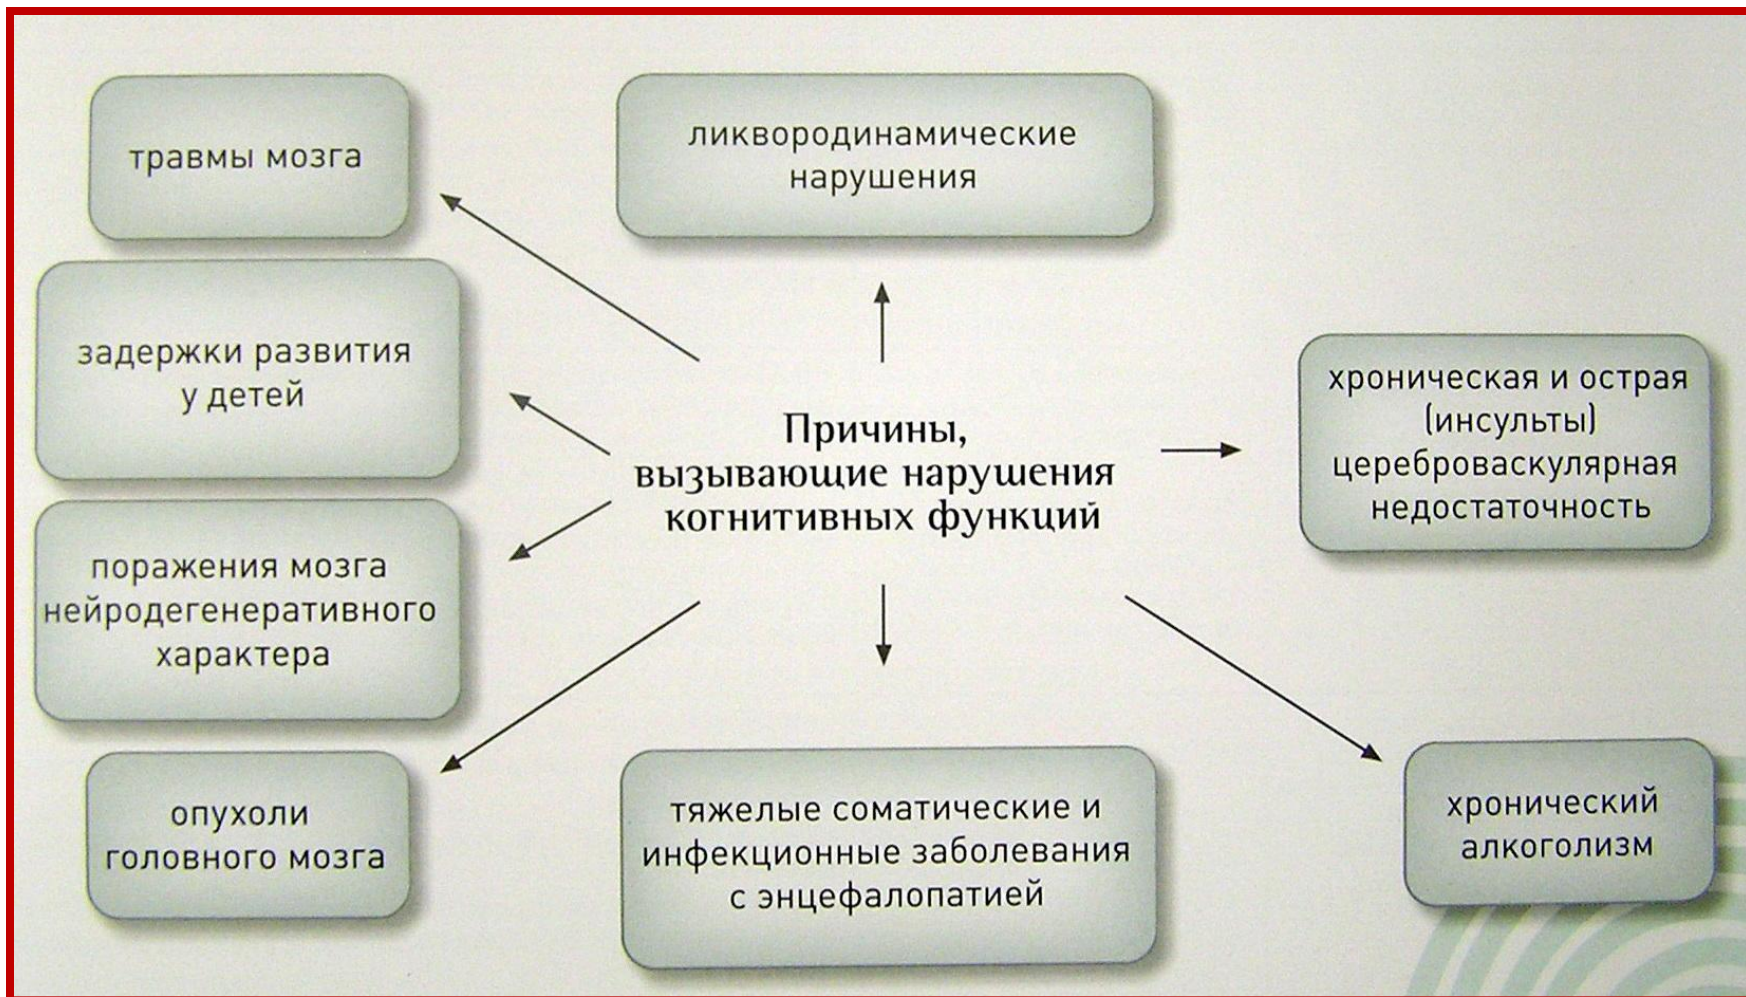 травмы мозга
ликвородинамические
нарушения
задержки развития
у детей
хроническая и острая
(инсульты)
цереброваскулярная
недостаточность
Причины,
вызывающие нарушения
когнитивных функций
поражения мозга
нейродегенеративного
характера
опухоли
головного мозга
тяжелые соматические и
инфекционные заболевания
с энцефалопатией
хронический
алкоголизм